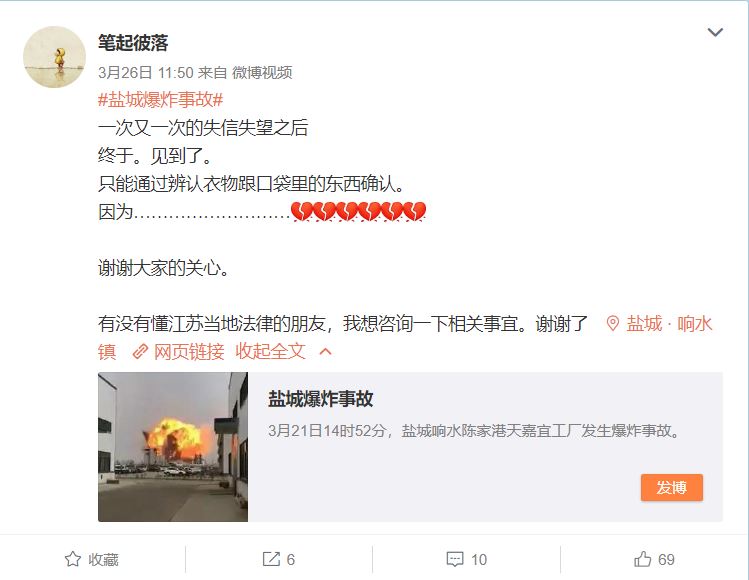 笔起彼落
3月26日 11:50 来自 微博视频
#盐城爆炸事故#
一次又一次的失信失望之后
终于。见到了。
只能通过辨认衣物跟口袋里的东西确认。
因为...........................💔💔💔💔💔💔
谢谢大家的关心。
有没有懂江苏当地法律的朋友，我想咨询一下相关事宜。谢谢了 盐城 · 响水
镇 网页链接 收起全文
盐城爆炸事故
3月21日14时52分，盐城响水陈家港天嘉宜工厂发生爆炸事故。
发博
收藏 6 10 69